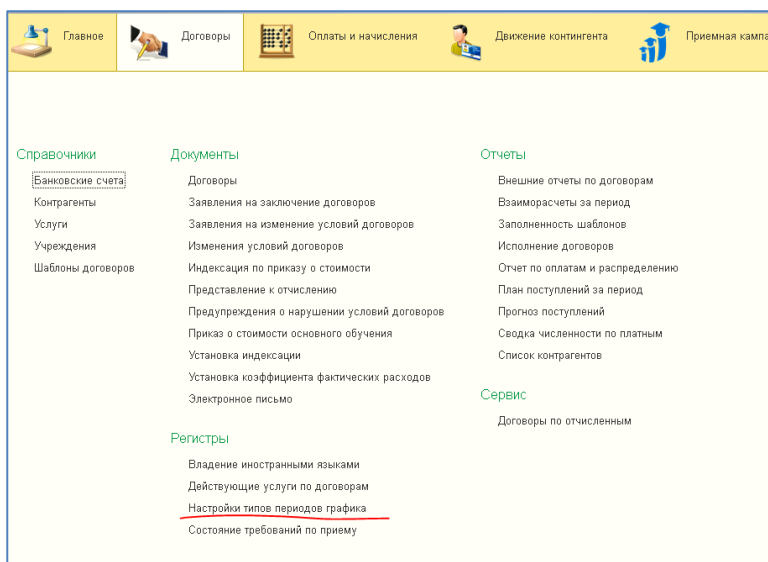 Главное
Договоры
Оплаты и начисления
Движение контингента
Приемная кампа
Справочники
Банковские счета
Контрагенты
Услуги
Учреждения
Шаблоны договоров
Документы
Договоры
Заявления на заключение договоров
Заявления на изменение условий договоров
Изменения условий договоров
Индексация по приказу о стоимости
Представление к отчислению
Предупреждения о нарушении условий договоров
Приказ о стоимости основного обучения
Установка индексации
Установка коэффициента фактических расходов
Электронное письмо
Регистры
Владение иностранными языками
Действующие услуги по договорам
Настройки типов периодов графика
Состояние требований по приему
Отчеты
Внешние отчеты по договорам
Взаиморасчеты за период
Заполненность шаблонов
Исполнение договоров
Отчет по оплатам и распределению
План поступлений за период
Прогноз поступлений
Сводка численности по платным
Список контрагентов
Сервис
Договоры по отчисленным